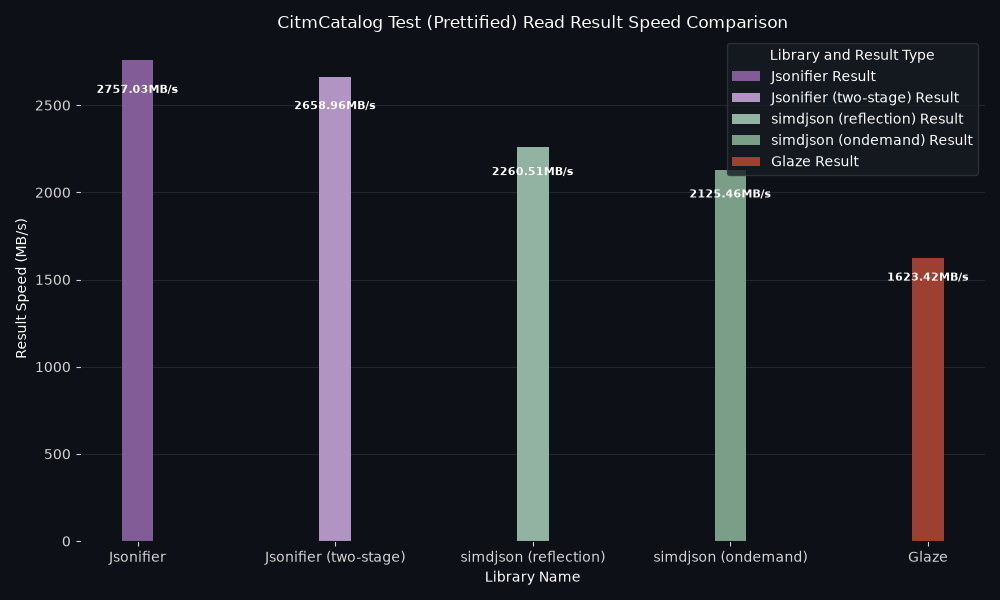 CitmCatalog Test (Prettified) Read Result Speed Comparison
Library and Result Type
Jsonifier Result
Jsonifier (two-stage) Result
simdjson (reflection) Result
simdjson (ondemand) Result
Glaze Result
Result Speed (MB/s)
2500
2000
1500
1000
500
0
2757.03MB/s
2658.96MB/s
2260.51MB/s
2125.46MB/s
1623.42MB/s
Jsonifier
Jsonifier (two-stage)
simdjson (reflection)
simdjson (ondemand)
Glaze
Library Name